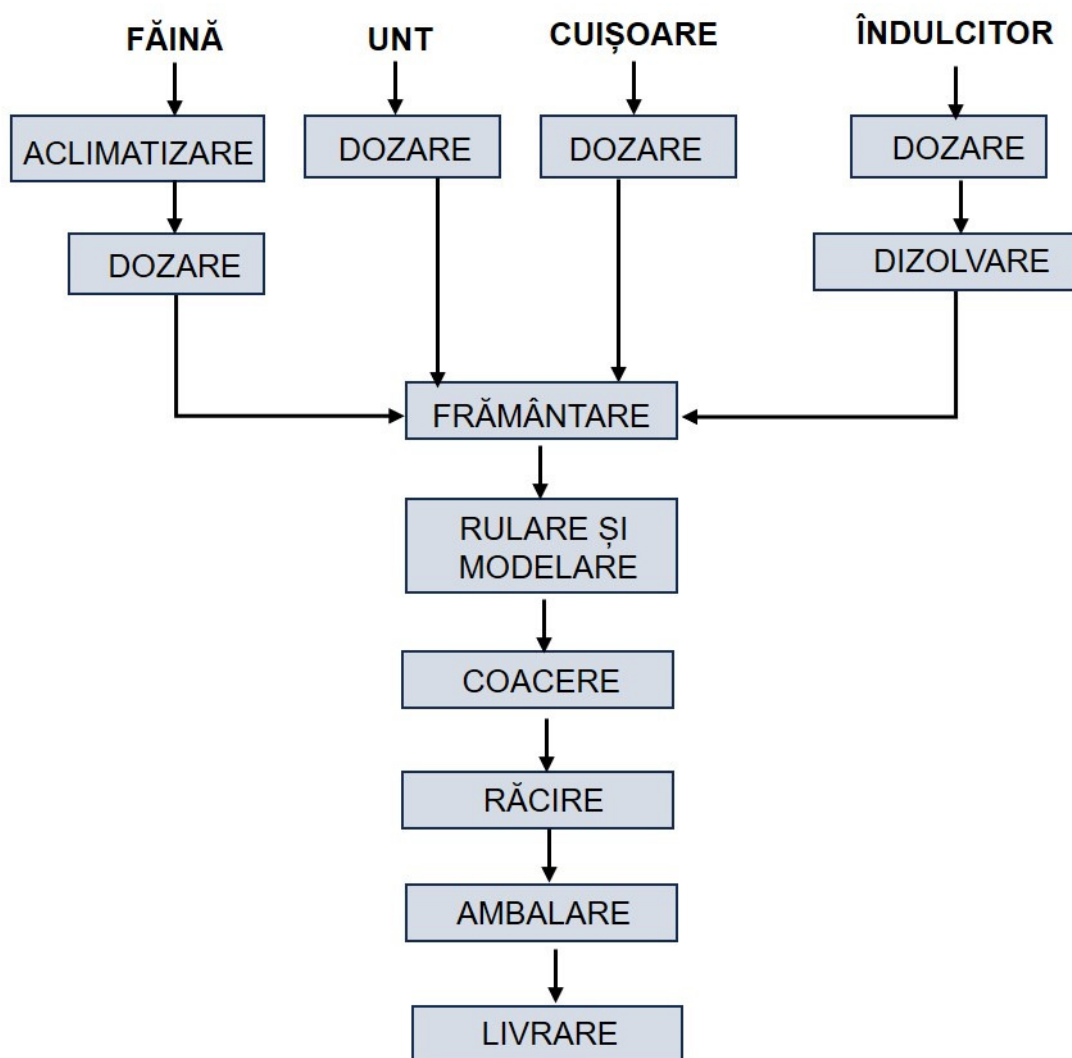 FĂINĂ
UNT
CUIȘOARE
ÎNDULCITOR
ACLIMATIZARE
DOZARE
DOZARE
DOZARE
DOZARE
DIZOLVARE
FRĂMÂNTARE
RULARE ȘI
MODELARE
COACERE
RĂCIRE
AMBALARE
LIVRARE